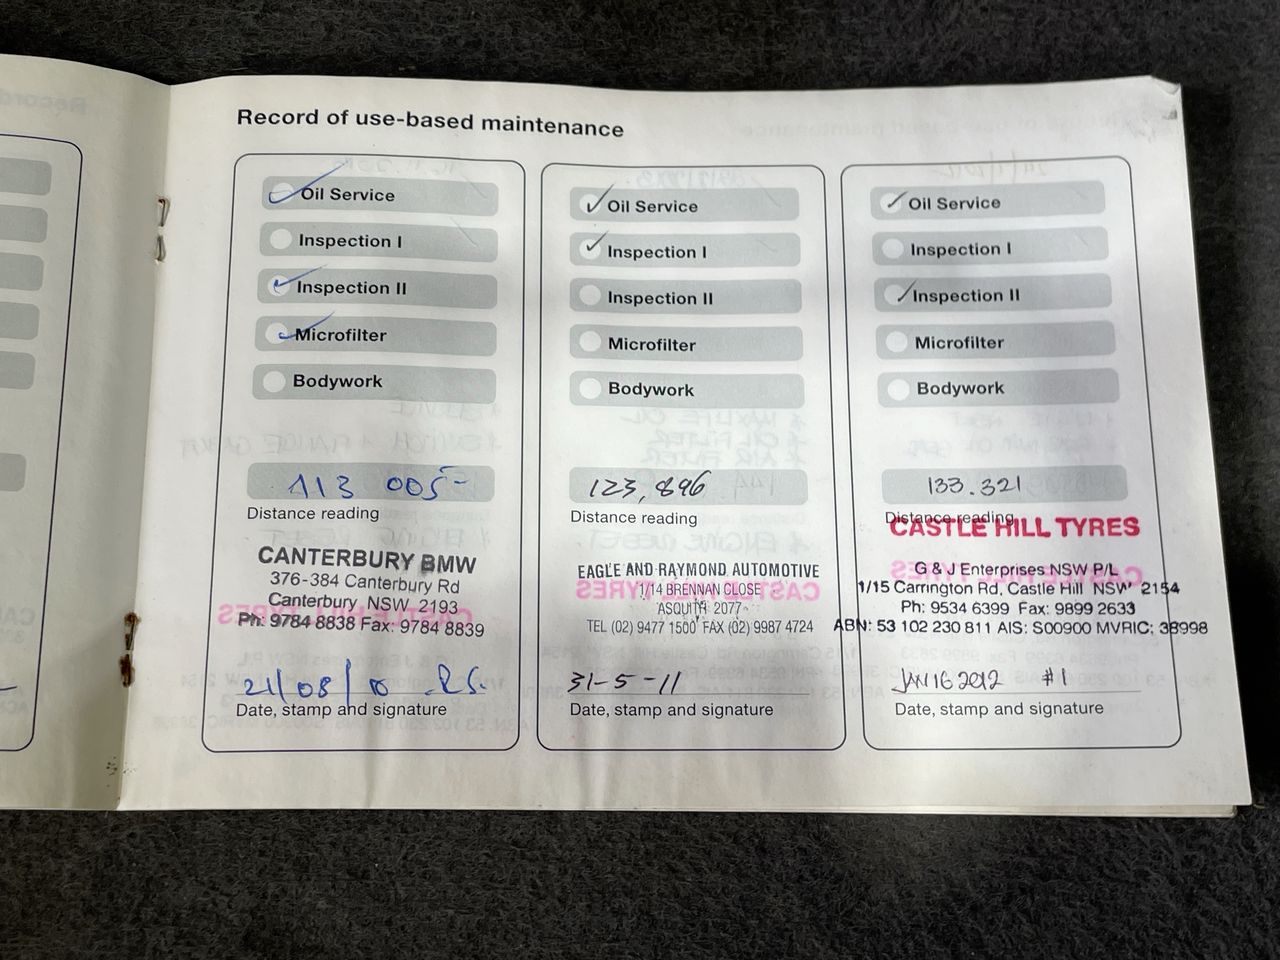 Record of use-based maintenance
Oil Service
Inspection I
Inspection II
Microfilter
Bodywork
113 005-
Distance reading
CANTERBURY BMW
376-384 Canterbury Rd
Canterbury, NSW, 2193
Ph: 9784 8838 Fax: 9784 8839
21/08/10 R.S.
Date, stamp and signature
Oil Service
Inspection I
Inspection II
Microfilter
Bodywork
123,896
Distance reading
EAGLE AND RAYMOND AUTOMOTIVE
1/14 BRENNAN CLOSE
ASQUITH 2077
TEL (02) 9477 1500 FAX (02) 9987 4724
31-5-11
Date, stamp and signature
Oil Service
Inspection I
Inspection II
Microfilter
Bodywork
133.321
Distance reading
CASTLE HILL TYRES
G & J Enterprises NSW P/L
1/15 Carrington Rd, Castle Hill NSW 2154
Ph: 9534 6399 Fax: 9899 2633
ABN: 53 102 230 811 AIS: S00900 MVRIC: 38998
JAN 16 2012 #1
Date, stamp and signature